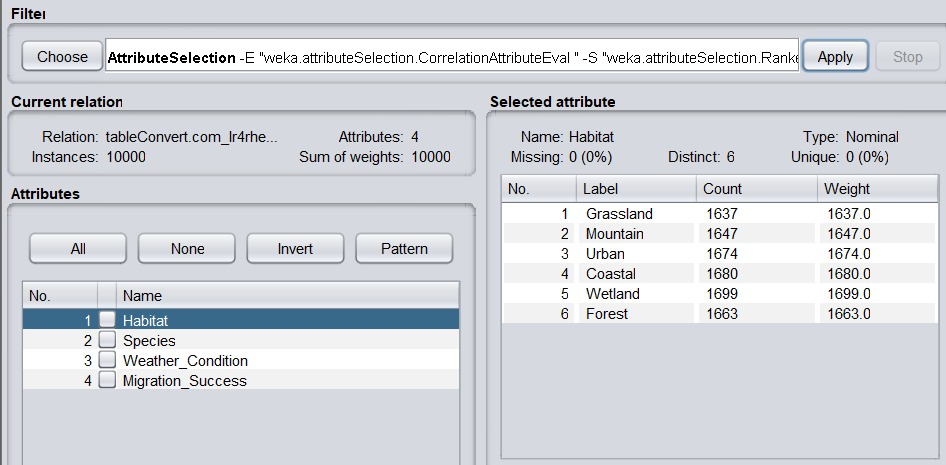 Filter
Choose AttributeSelection -E "weka.attributeSelection.CorrelationAttributeEval " -S "weka.attributeSelection.Ranke Apply Stop
Current relation
Relation: tableConvert.com_lr4rhe... Attributes: 4
Instances: 10000 Sum of weights: 10000
Attributes
All None Invert Pattern
No. Name
1 Habitat
2 Species
3 Weather_Condition
4 Migration_Success
Selected attribute
Name: Habitat Type: Nominal
Missing: 0 (0%) Distinct: 6 Unique: 0 (0%)
No. Label Count Weight
1 Grassland 1637 1637.0
2 Mountain 1647 1647.0
3 Urban 1674 1674.0
4 Coastal 1680 1680.0
5 Wetland 1699 1699.0
6 Forest 1663 1663.0